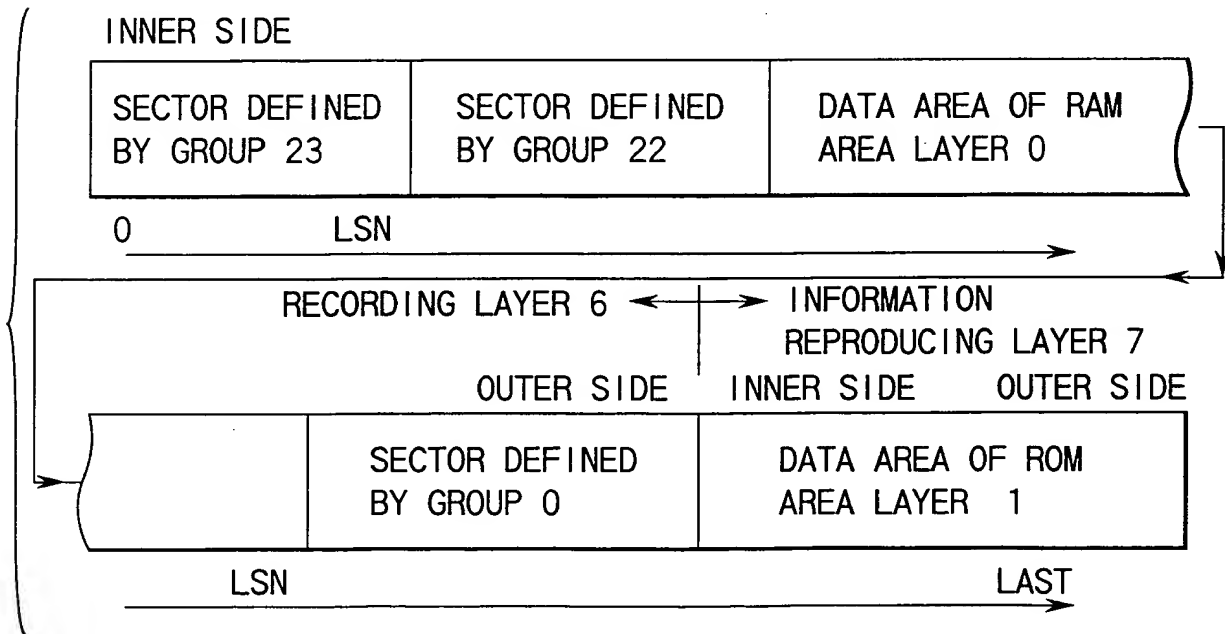 INNER SIDE
SECTOR DEFINED
BY GROUP 23
SECTOR DEFINED
BY GROUP 22
DATA AREA OF RAM
AREA LAYER 0
0
LSN
RECORDING LAYER 6
INFORMATION
REPRODUCING LAYER 7
OUTER SIDE
INNER SIDE
OUTER SIDE
SECTOR DEFINED
BY GROUP 0
DATA AREA OF ROM
AREA LAYER 1
LSN
LAST